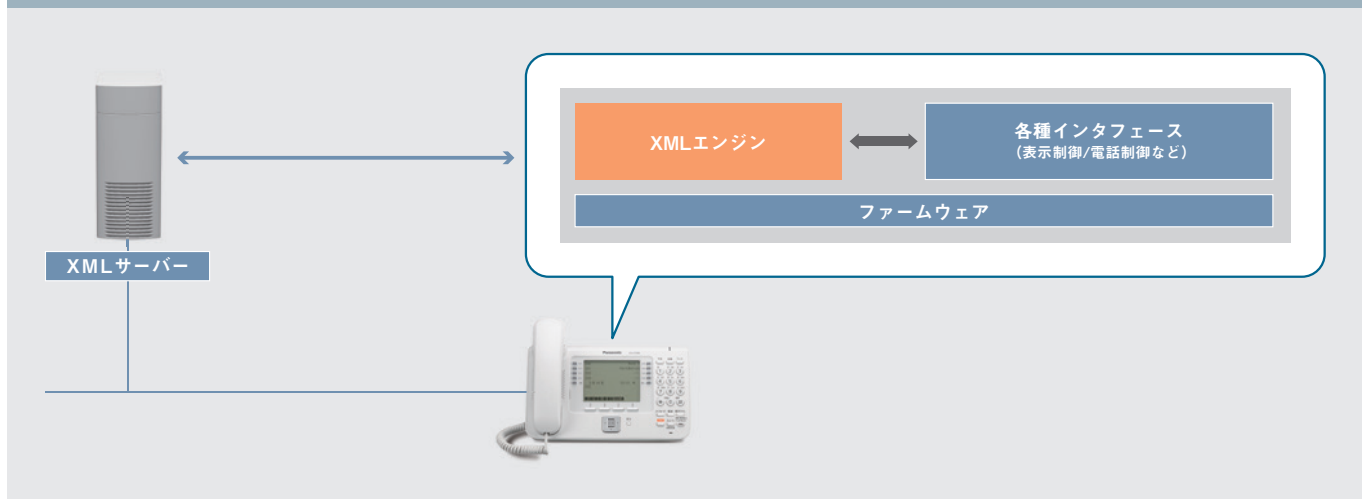 XMLエンジン
各種インタフェース
(表示制御/電話制御など)
ファームウェア
XMLサーバー
Panasonic